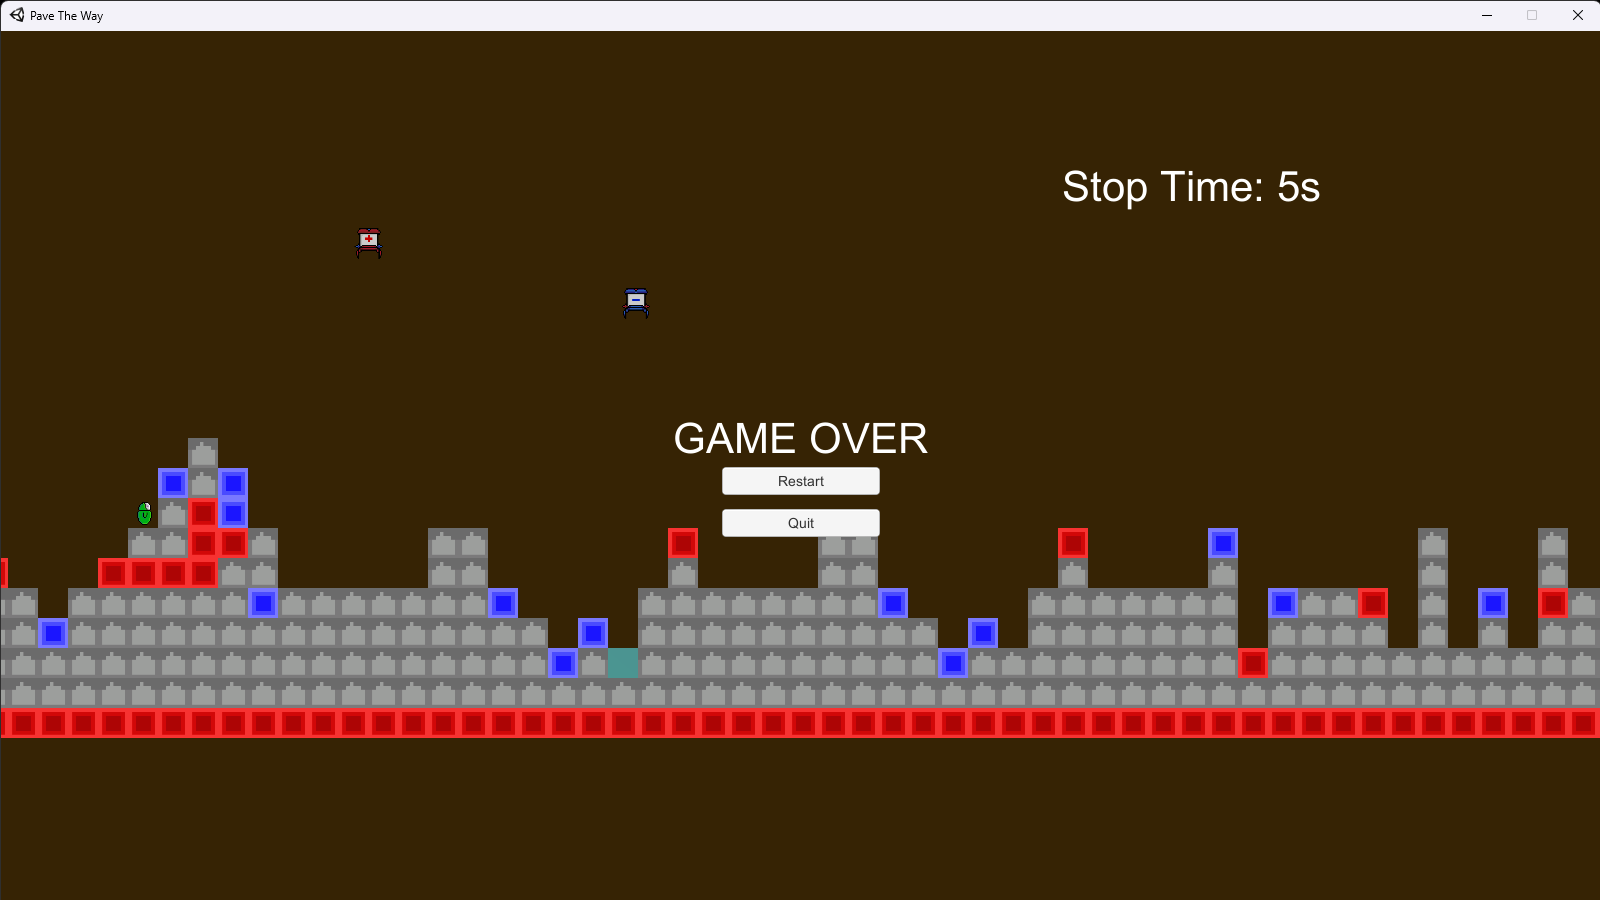 Pave The Way
Stop Time: 5s
GAME OVER
Restart
Quit